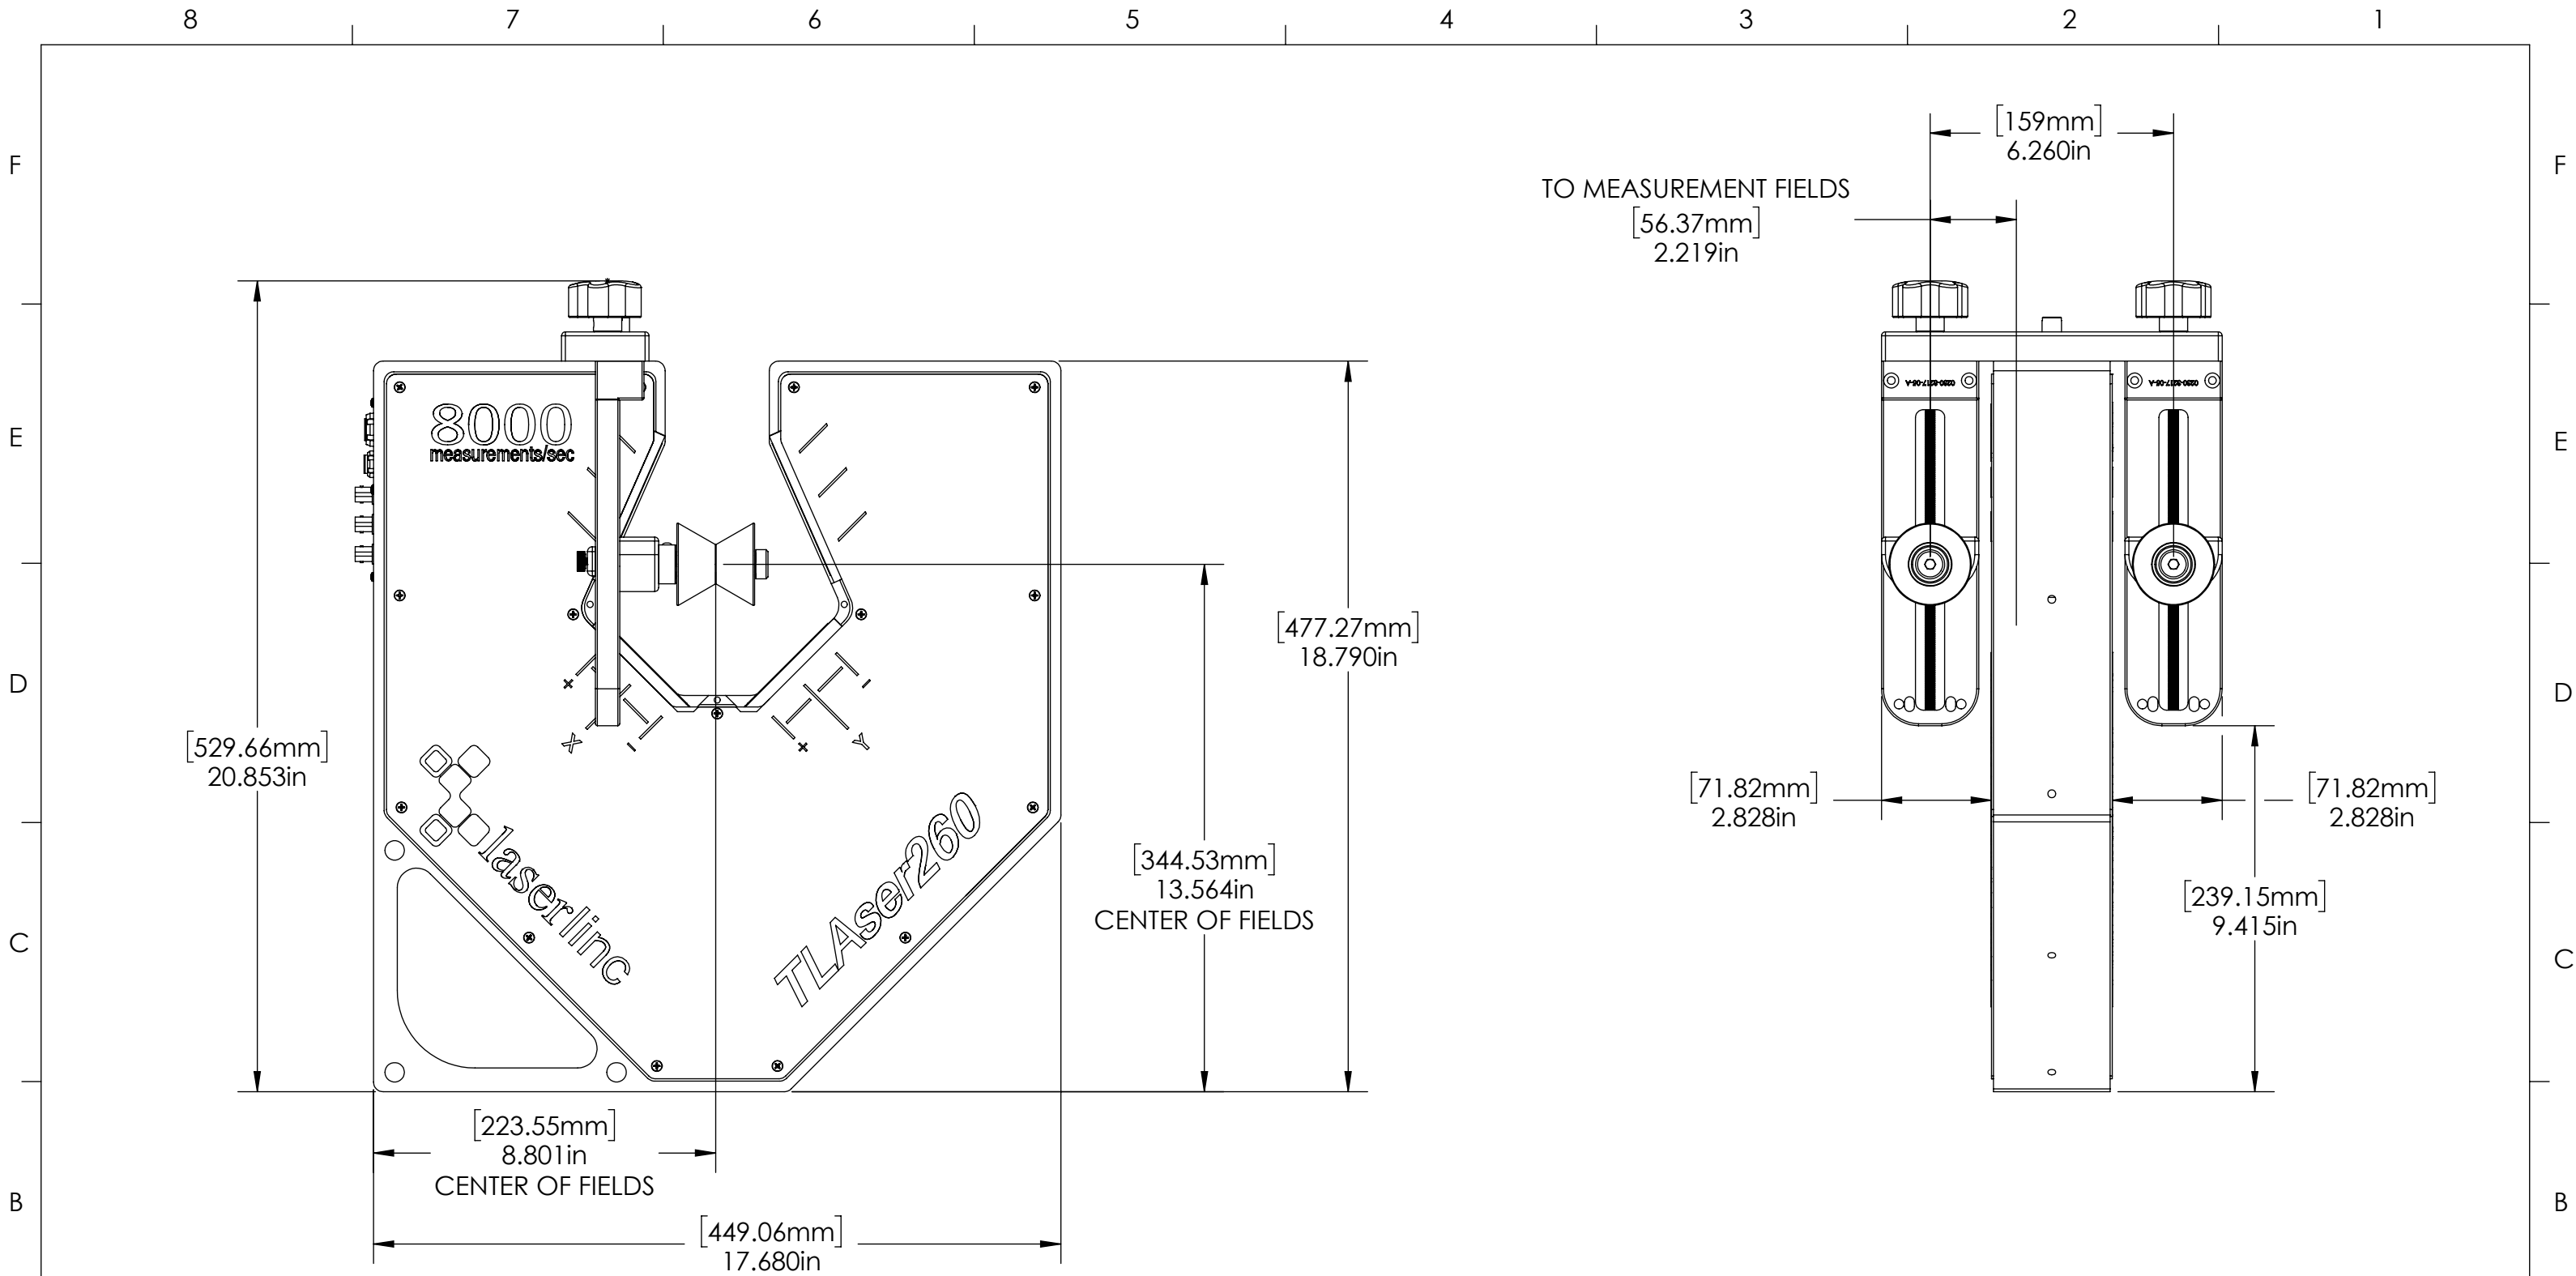 8 7 6 5 4 3 2 1
F
E
D
C
B
8000
measurements/sec
[529.66mm]
20.853in
laserlinc
TLAser260
X
+
-
Y
+
-
[477.27mm]
18.790in
[344.53mm]
13.564in
CENTER OF FIELDS
[223.55mm]
8.801in
CENTER OF FIELDS
[449.06mm]
17.680in
[159mm]
6.260in
TO MEASUREMENT FIELDS
[56.37mm]
2.219in
[71.82mm]
2.828in
[71.82mm]
2.828in
[239.15mm]
9.415in
F
E
D
C
B